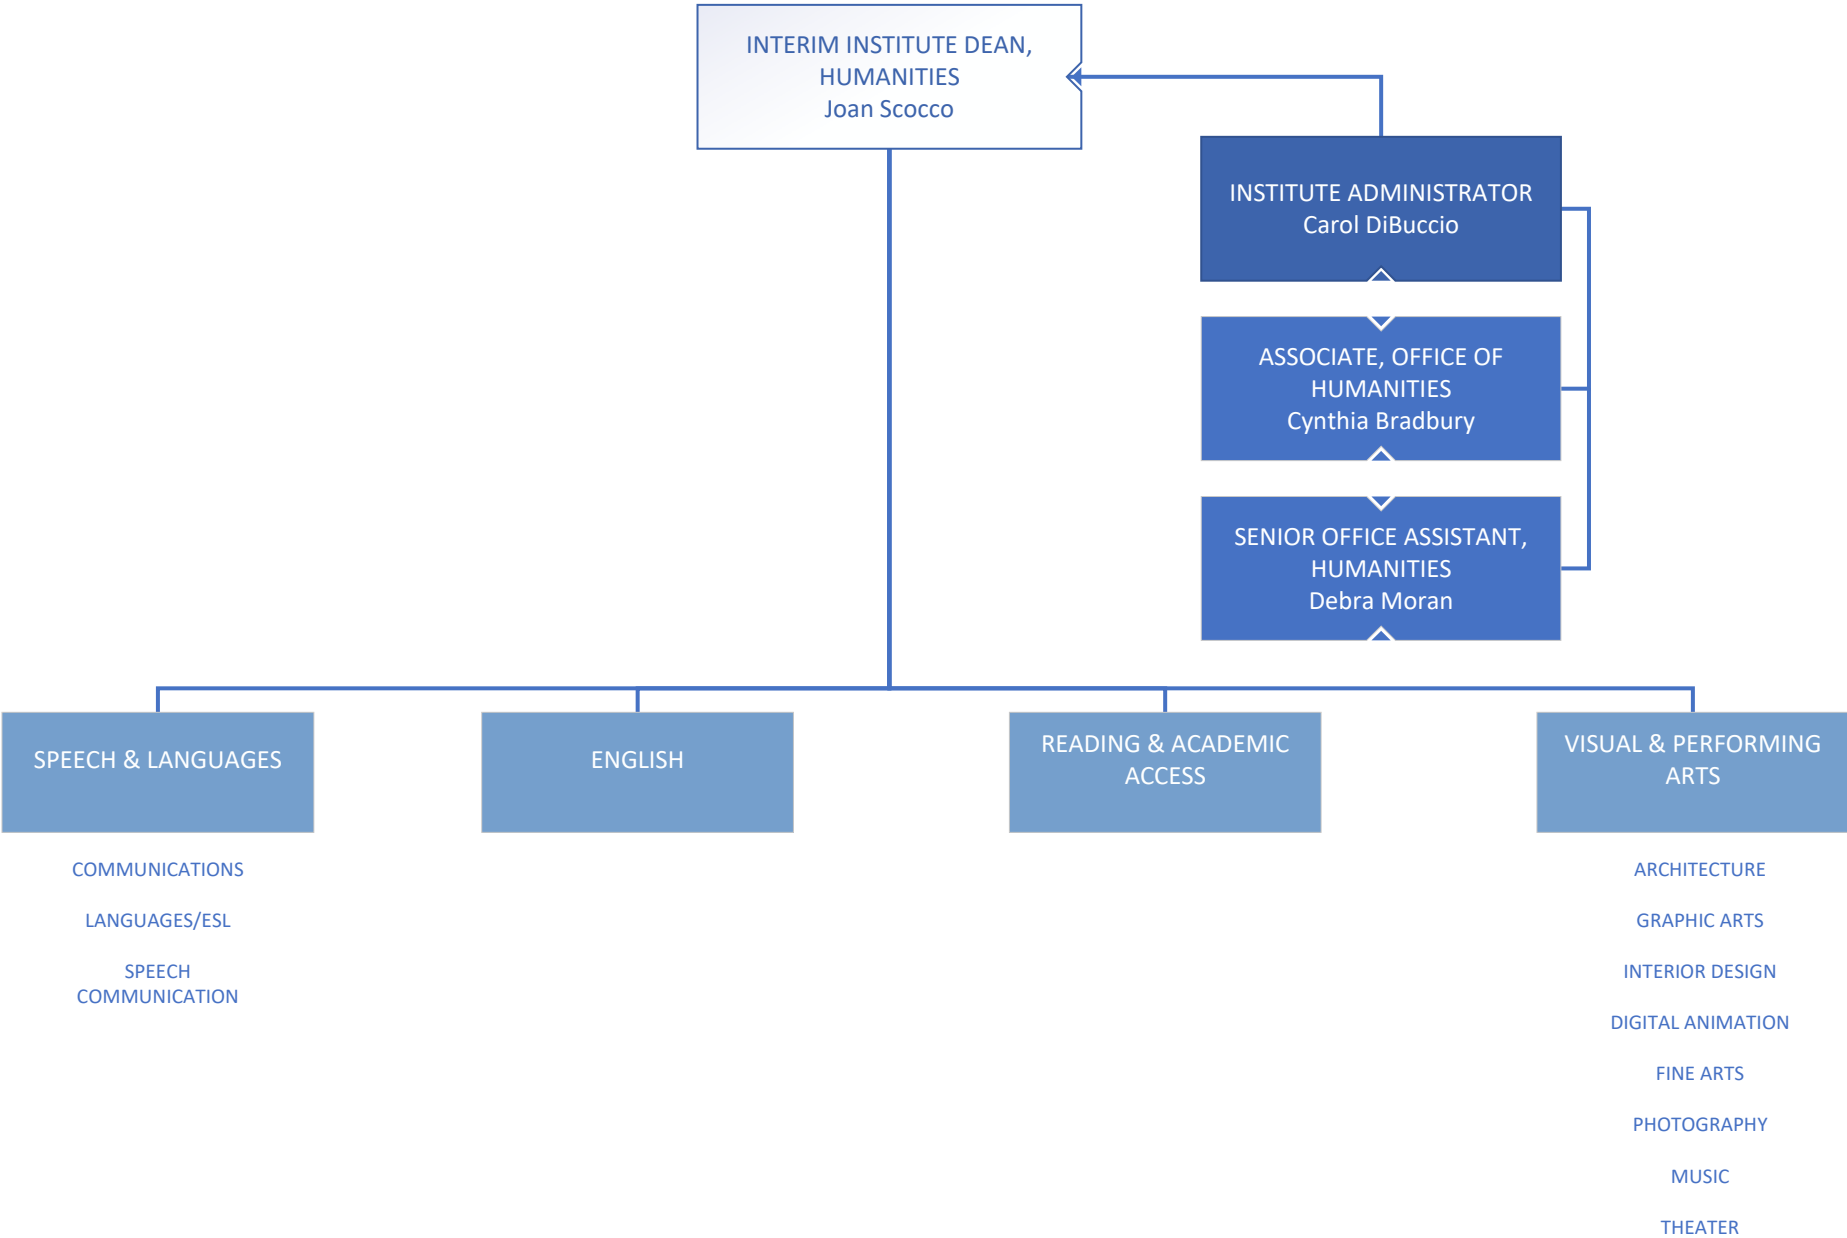 INTERIM INSTITUTE DEAN,
HUMANITIES
Joan Scocco
INSTITUTE ADMINISTRATOR
Carol DiBuccio
ASSOCIATE, OFFICE OF
HUMANITIES
Cynthia Bradbury
SENIOR OFFICE ASSISTANT,
HUMANITIES
Debra Moran
SPEECH & LANGUAGES
COMMUNICATIONS
LANGUAGES/ESL
SPEECH
COMMUNICATION
ENGLISH
READING & ACADEMIC
ACCESS
VISUAL & PERFORMING
ARTS
ARCHITECTURE
GRAPHIC ARTS
INTERIOR DESIGN
DIGITAL ANIMATION
FINE ARTS
PHOTOGRAPHY
MUSIC
THEATER